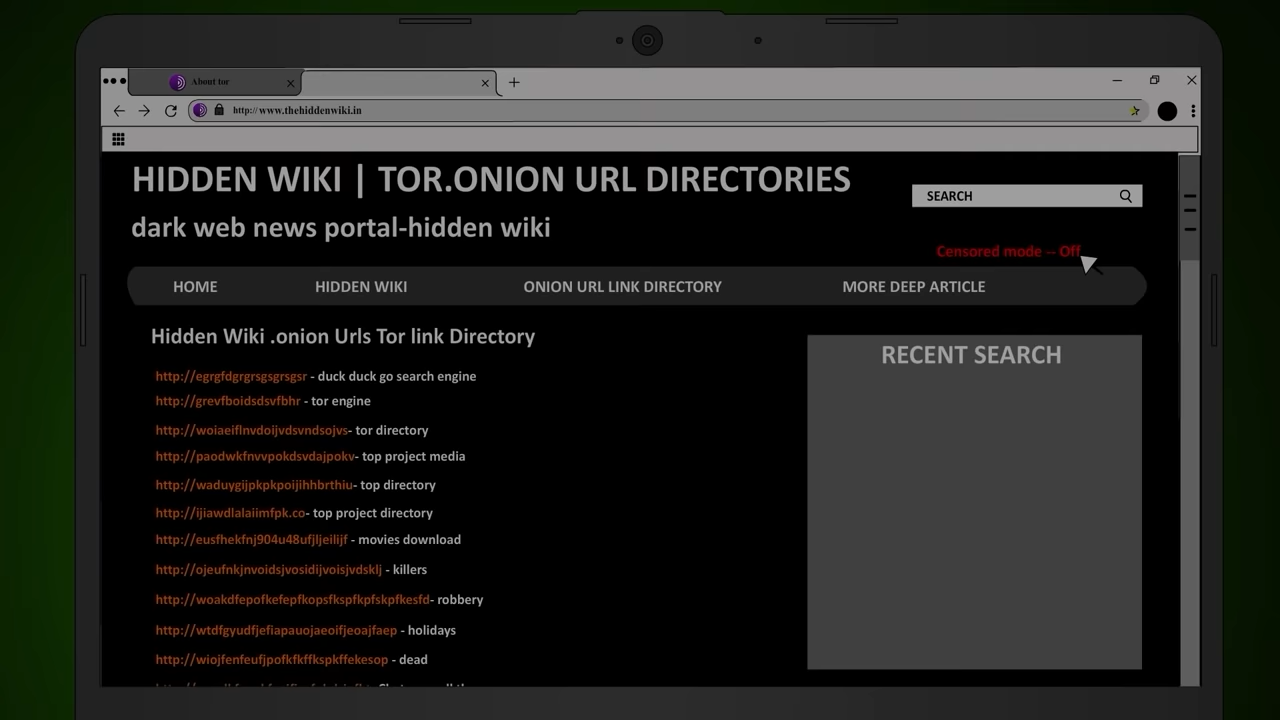 About tor
http://www.thehiddenwiki.in
HIDDEN WIKI | TOR.ONION URL DIRECTORIES
SEARCH
dark web news portal-hidden wiki
Censored mode -- Off
HOME HIDDEN WIKI ONION URL LINK DIRECTORY MORE DEEP ARTICLE
Hidden Wiki .onion Urls Tor link Directory
RECENT SEARCH
http://egrgfdgrgrsgsgrsgsr - duck duck go search engine
http://grevfboidsdsvfbhr - tor engine
http://woiaeiflnvdoijvdsvndsojvs- tor directory
http://paodwkfnvvpokdsvdajpokv- top project media
http://waduygijpkpkpoijihhbrthiu- top directory
http://ijiawdlalaiimfpk.co- top project directory
http://eusfhekfnj904u48ufjljeilijf - movies download
http://ojeufnkjnvoidsjvosidijvoisjvdsklj - killers
http://woakdfepofkefepfkopsfkspfkpfskpfkesfd- robbery
http://wtdfgyudfjefiapauojaeoifjeoajfaep - holidays
http://wiojfenfeufjpofkfkffkspkffekesop - dead